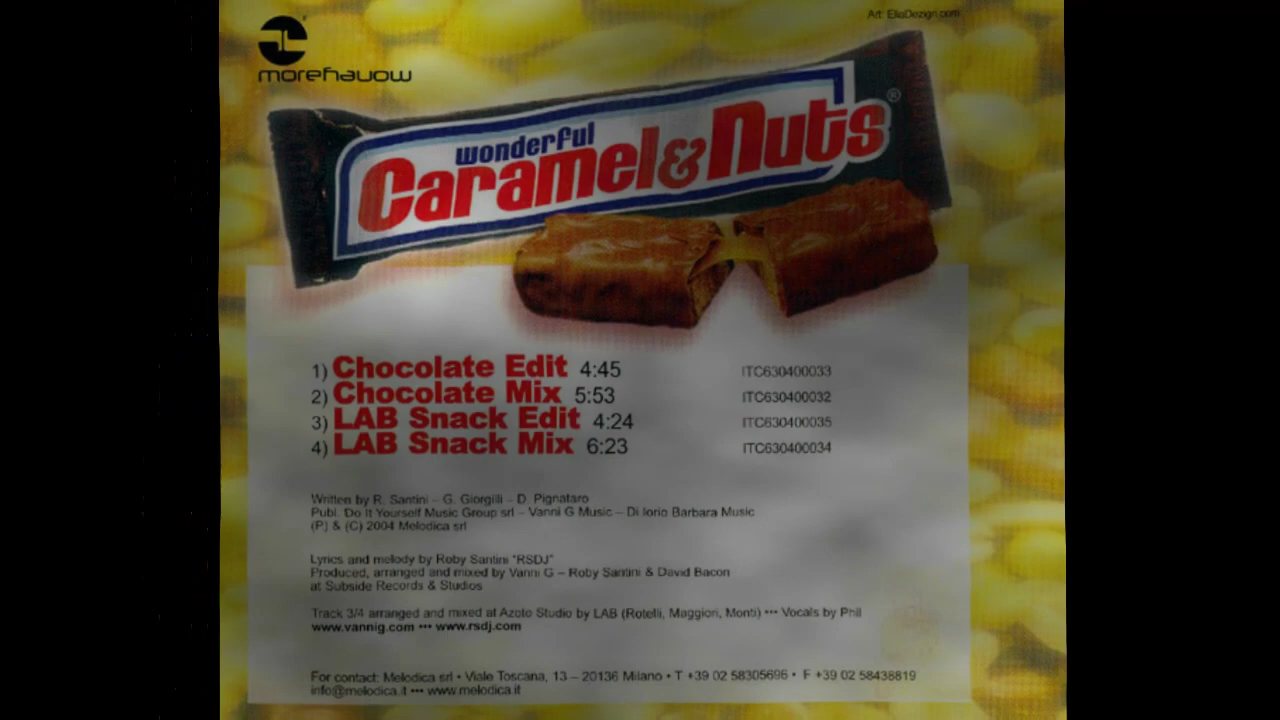 Art: EliaDezign.com
morehauow
wonderful
Caramel & Nuts ®
1) Chocolate Edit 4:45 ITC630400033
2) Chocolate Mix 5:53 ITC630400032
3) LAB Snack Edit 4:24 ITC630400035
4) LAB Snack Mix 6:23 ITC630400034
Written by R. Santini – G. Giorgilli – D. Pignataro
Publ. Do It Yourself Music Group srl – Vanni G Music – Di Iorio Barbara Music
(P) & (C) 2004 Melodica srl
Lyrics and melody by Roby Santini "RSDJ"
Produced, arranged and mixed by Vanni G – Roby Santini & David Bacon
at Subside Records & Studios
Track 3/4 arranged and mixed at Azoto Studio by LAB (Rotelli, Maggiori, Monti) ••• Vocals by Phil
www.vannig.com ••• www.rsdj.com
For contact: Melodica srl • Viale Toscana, 13 – 20136 Milano • T +39 02 58305696 • F +39 02 58438819
info@melodica.it ••• www.melodica.it